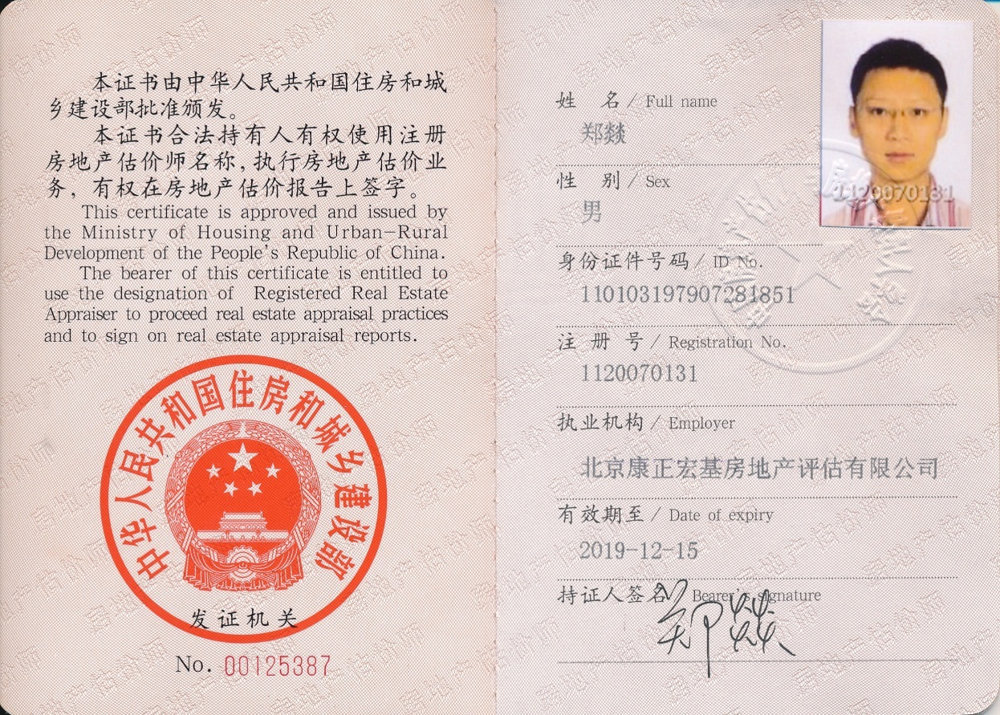 本证书由中华人民共和国住房和城
乡建设部批准颁发。
本证书合法持有人有权使用注册
房地产估价师名称,执行房地产估价业
务,有权在房地产估价报告上签字。
This certificate is approved and issued by
the Ministry of Housing and Urban-Rural
Development of the People's Republic of China.
The bearer of this certificate is entitled to
use the designation of Registered Real Estate
Appraiser to proceed real estate appraisal practices
and to sign on real estate appraisal reports.
中华人民共和国住房和城乡建设部
发证机关
No. 00125387
姓 名/Full name
郑燚
性 别/Sex
男
身份证件号码/ID No.
110103197907281851
注 册 号/Registration No.
1120070131
执业机构/Employer
北京康正宏基房地产评估有限公司
有效期至/Date of expiry
2019-12-15
持证人签名/Bearer's signature
郑燚
1120070131